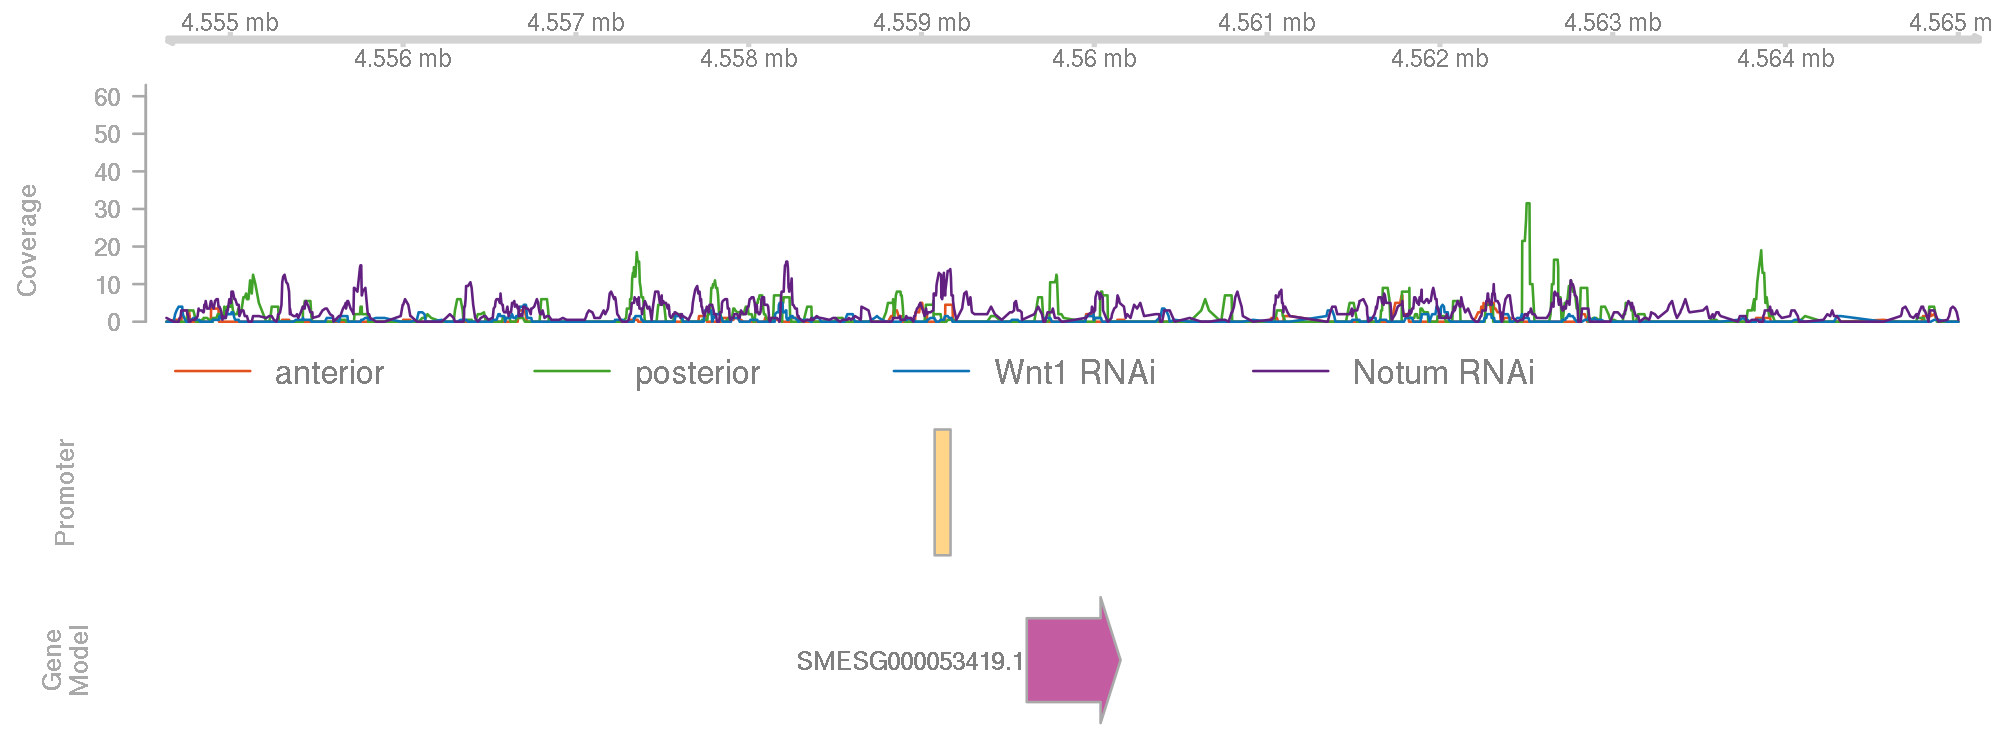 4.555 mb 4.557 mb 4.559 mb 4.561 mb 4.563 mb 4.565 m
4.556 mb 4.558 mb 4.56 mb 4.562 mb 4.564 mb
60
50
40
30
20
10
0
Coverage
anterior posterior Wnt1 RNAi Notum RNAi
Promoter
Gene
Model
SMESG000053419.1